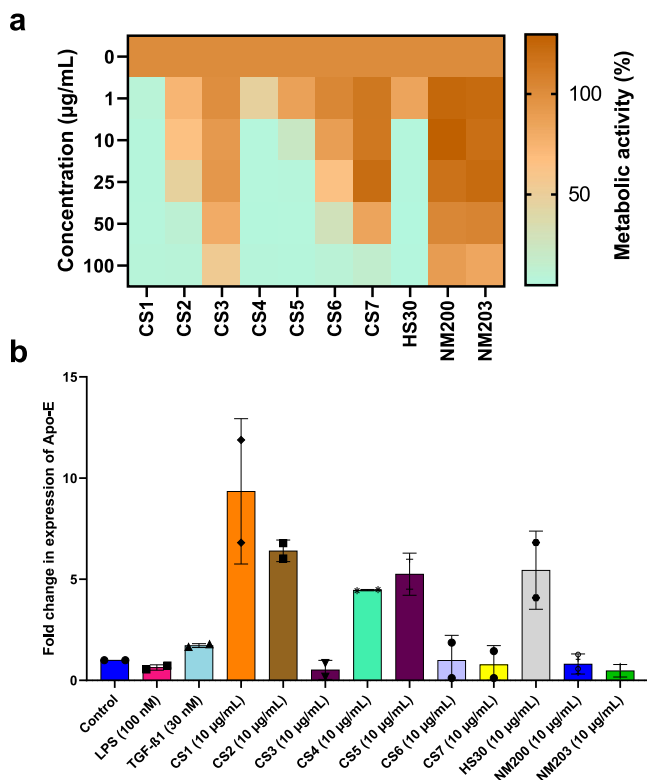 a
Concentration (µg/mL)
0
1
10
25
50
100
CS1
CS2
CS3
CS4
CS5
CS6
CS7
HS30
NM200
NM203
100
50
Metabolic activity (%)
b
Fold change in expression of Apo-E
15
10
5
0
Control
LPS (100 nM)
TGF-ß1 (30 nM)
CS1 (10 µg/mL)
CS2 (10 µg/mL)
CS3 (10 µg/mL)
CS4 (10 µg/mL)
CS5 (10 µg/mL)
CS6 (10 µg/mL)
CS7 (10 µg/mL)
HS30 (10 µg/mL)
NM200 (10 µg/mL)
NM203 (10 µg/mL)